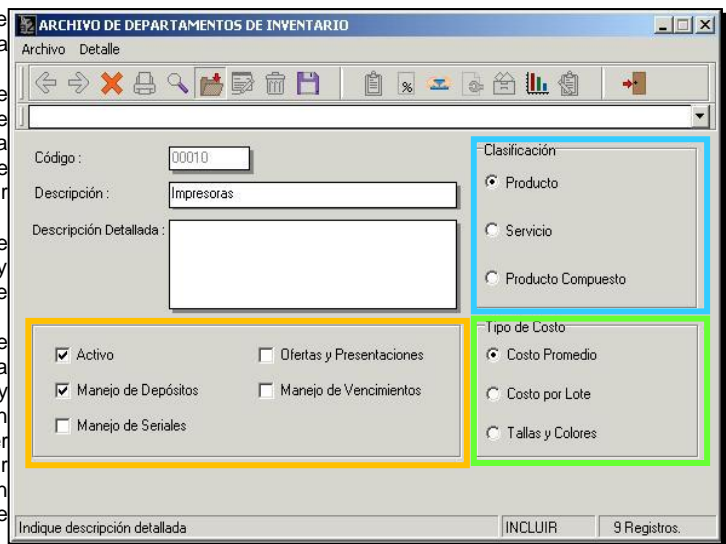 ARCHIVO DE DEPARTAMENTOS DE INVENTARIO
Archivo Detalle
%
Código : 00010
Descripción : Impresoras
Descripción Detallada :
Clasificación
Producto
Servicio
Producto Compuesto
Activo
Ofertas y Presentaciones
Manejo de Depósitos
Manejo de Vencimientos
Manejo de Seriales
Tipo de Costo
Costo Promedio
Costo por Lote
Tallas y Colores
Indique descripción detallada
INCLUIR
9 Registros.